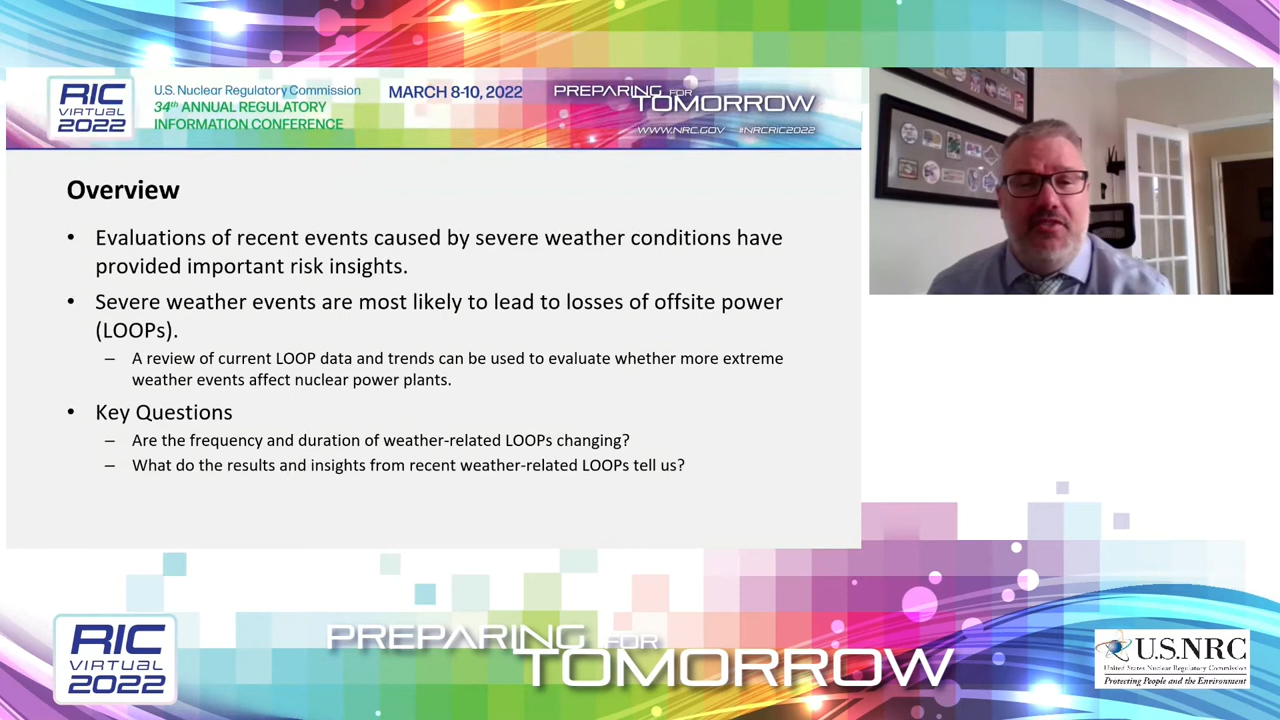 RIC
VIRTUAL
2022
U.S. Nuclear Regulatory Commission
34th ANNUAL REGULATORY
INFORMATION CONFERENCE
MARCH 8-10, 2022
PREPARING FOR
TOMORROW
WWW.NRC.GOV #NRCRIC2022
Overview
• Evaluations of recent events caused by severe weather conditions have
provided important risk insights.
• Severe weather events are most likely to lead to losses of offsite power
(LOOPs).
– A review of current LOOP data and trends can be used to evaluate whether more extreme
weather events affect nuclear power plants.
• Key Questions
– Are the frequency and duration of weather-related LOOPs changing?
– What do the results and insights from recent weather-related LOOPs tell us?
RIC
VIRTUAL
2022
PREPARING FOR
TOMORROW
U.S.NRC
United States Nuclear Regulatory Commission
Protecting People and the Environment